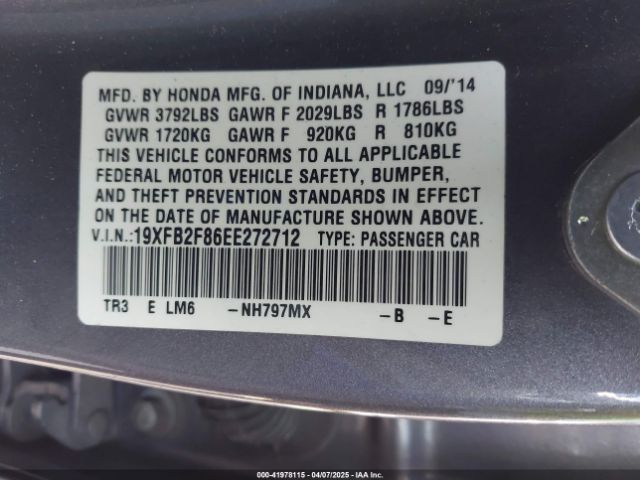 MFD. BY HONDA MFG. OF INDIANA, LLC 09/'14
GVWR 3792LBS GAWR F 2029LBS R 1786LBS
GVWR 1720KG GAWR F 920KG R 810KG
THIS VEHICLE CONFORMS TO ALL APPLICABLE
FEDERAL MOTOR VEHICLE SAFETY, BUMPER,
AND THEFT PREVENTION STANDARDS IN EFFECT
ON THE DATE OF MANUFACTURE SHOWN ABOVE.
V.I.N.:19XFB2F86EE272712 TYPE: PASSENGER CAR
TR3 E LM6 -NH797MX -B -E
000-41978115 - 04/07/2025 - IAAI.COM